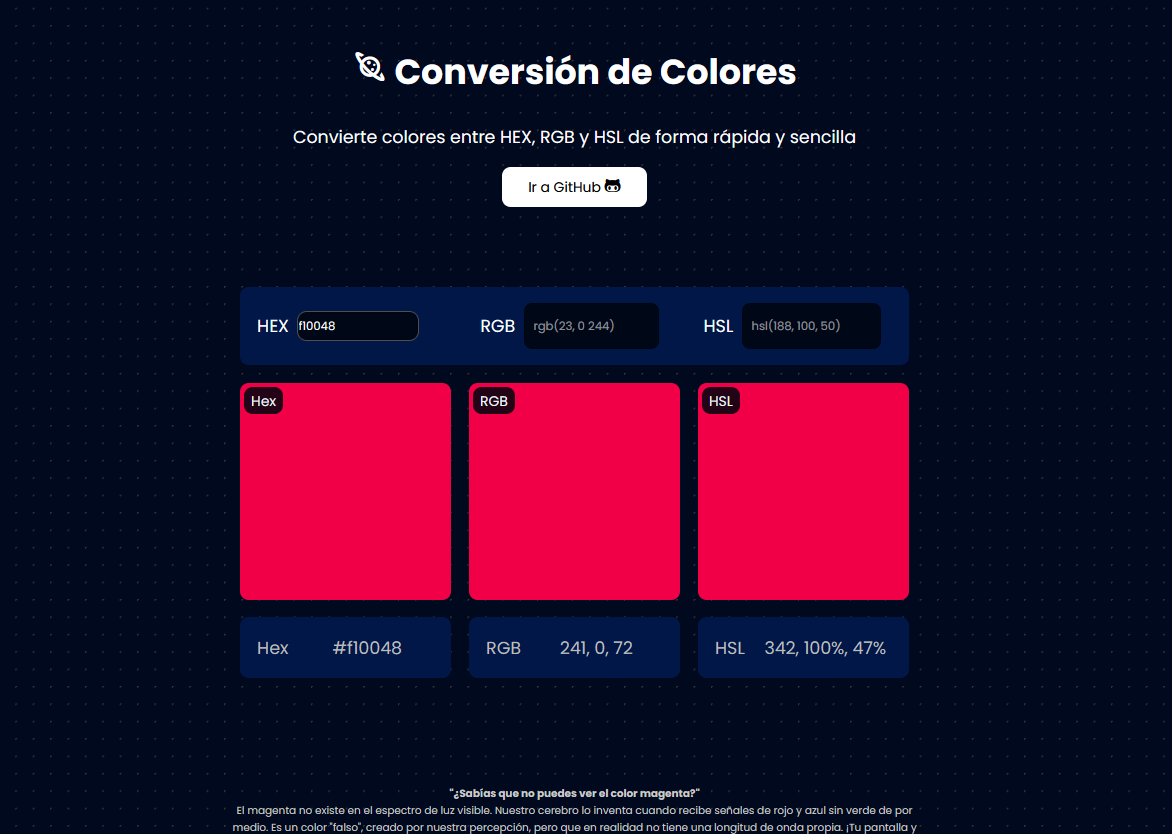 Conversión de Colores
Convierte colores entre HEX, RGB y HSL de forma rápida y sencilla
Ir a GitHub
HEX f10048 RGB rgb(23, 0 244) HSL hsl(188, 100, 50)
Hex RGB HSL
Hex #f10048 RGB 241, 0, 72 HSL 342, 100%, 47%
"¿Sabías que no puedes ver el color magenta?"
El magenta no existe en el espectro de luz visible. Nuestro cerebro lo inventa cuando recibe señales de rojo y azul sin verde de por
medio. Es un color "falso", creado por nuestra percepción, pero que en realidad no tiene una longitud de onda propia. ¡Tu pantalla y